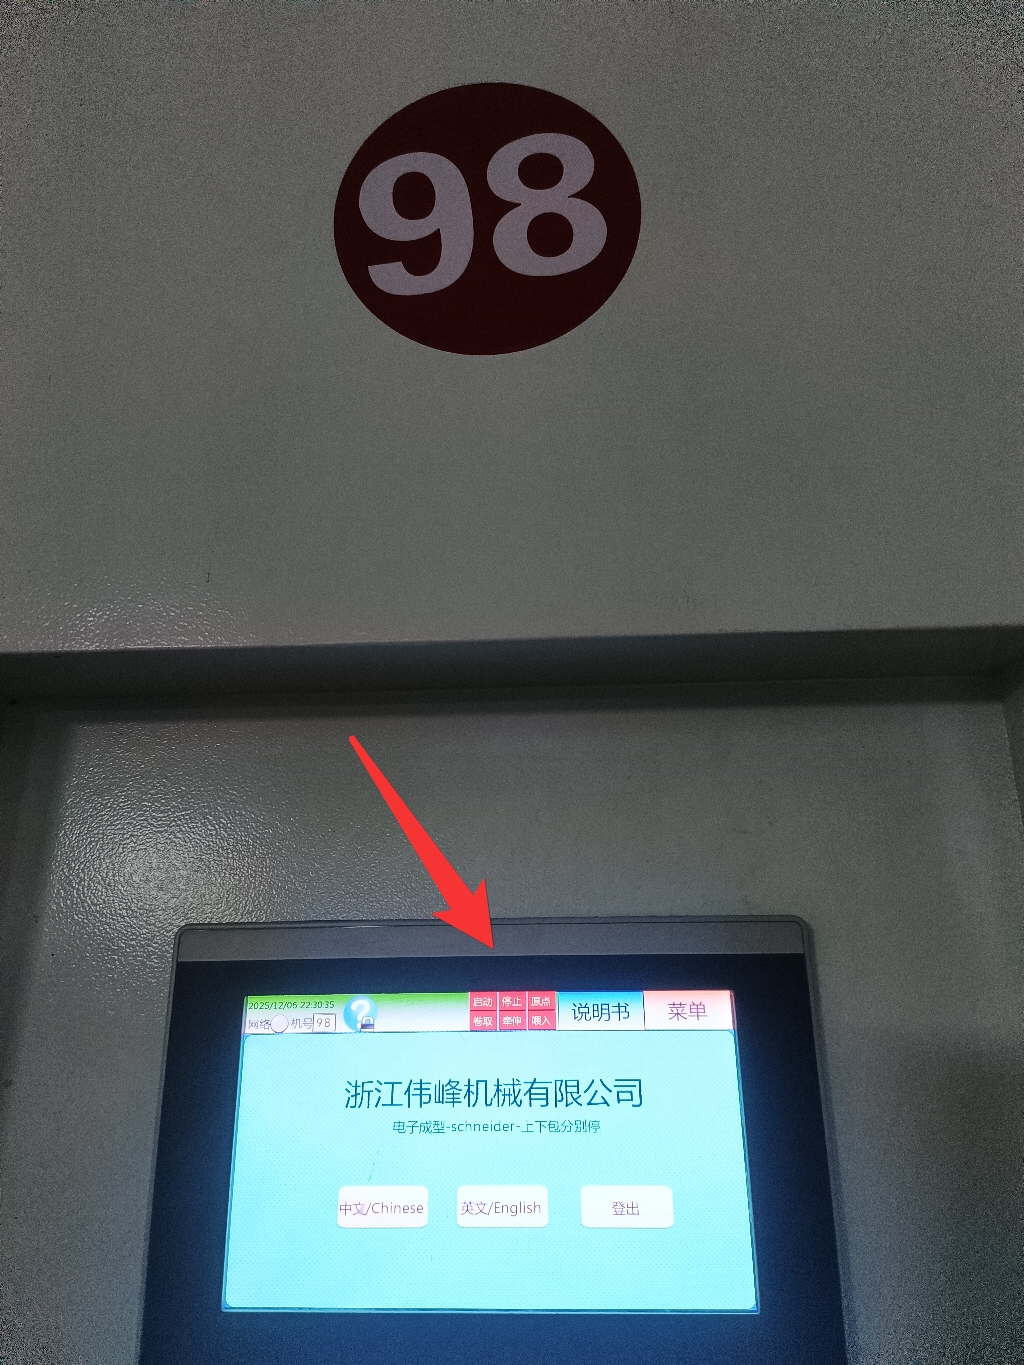 98
2025/12/06 22:30:35
网络 机号 98
?
启动 停止 原点
卷取 牵伸 喂入
说明书
菜单
浙江伟峰机械有限公司
电子成型-schneider-上下包分别停
中文/Chinese 英文/English 登出